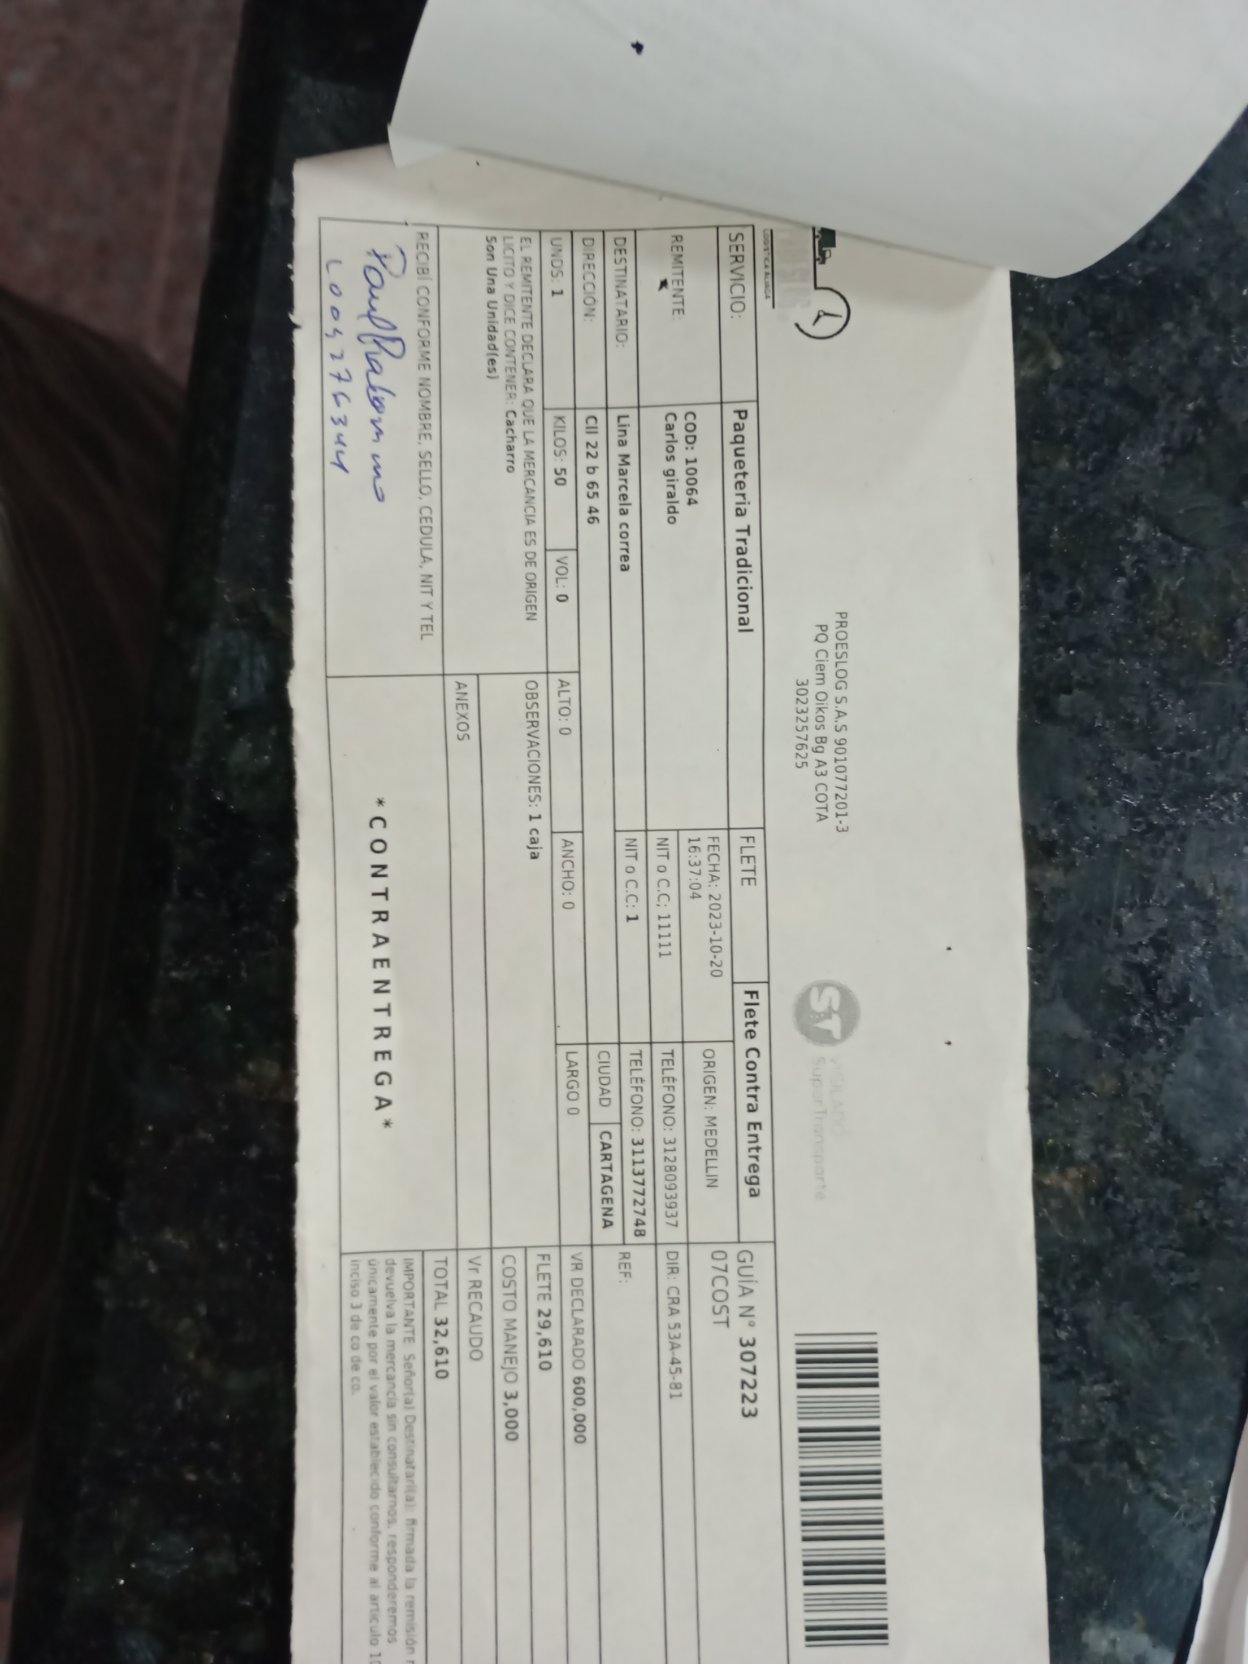 LOGISTICA ALIADA
PROESLOG S.A.S 901077201-3
PQ Ciem Oikos Bg A3 COTA
3023257625
ST
VIGILADO
SuperTransporte
SERVICIO: Paqueteria Tradicional FLETE Flete Contra Entrega GUÍA N° 307223
07COST
REMITENTE: COD: 10064
Carlos giraldo
FECHA: 2023-10-20
16:37:04
ORIGEN: MEDELLIN
NIT o C.C; 11111 TELÉFONO: 3128093937 DIR: CRA 53A-45-81
DESTINATARIO: Lina Marcela correa NIT o C.C: 1 TELÉFONO: 3113772748 REF:
DIRECCIÓN: Cll 22 b 65 46 CIUDAD CARTAGENA
UNDS: 1 KILOS: 50 VOL: 0 ALTO: 0 ANCHO: 0 LARGO 0 VR DECLARADO 600,000
EL REMITENTE DECLARA QUE LA MERCANCIA ES DE ORIGEN
LICITO Y DICE CONTENER: Cacharro
Son Una Unidad(es)
OBSERVACIONES: 1 caja
FLETE 29,610
COSTO MANEJO 3,000
ANEXOS
Vr RECAUDO
TOTAL 32,610
RECIBÍ CONFORME NOMBRE, SELLO, CEDULA, NIT Y TEL
*CONTRAENTREGA*
IMPORTANTE: Señor(a) Destinatari(a): firmada la remisión
devuelva la mercancía sin consultarnos, responderemos
únicamente por el valor establecido conforme al artículo 10
inciso 3 de co de co.